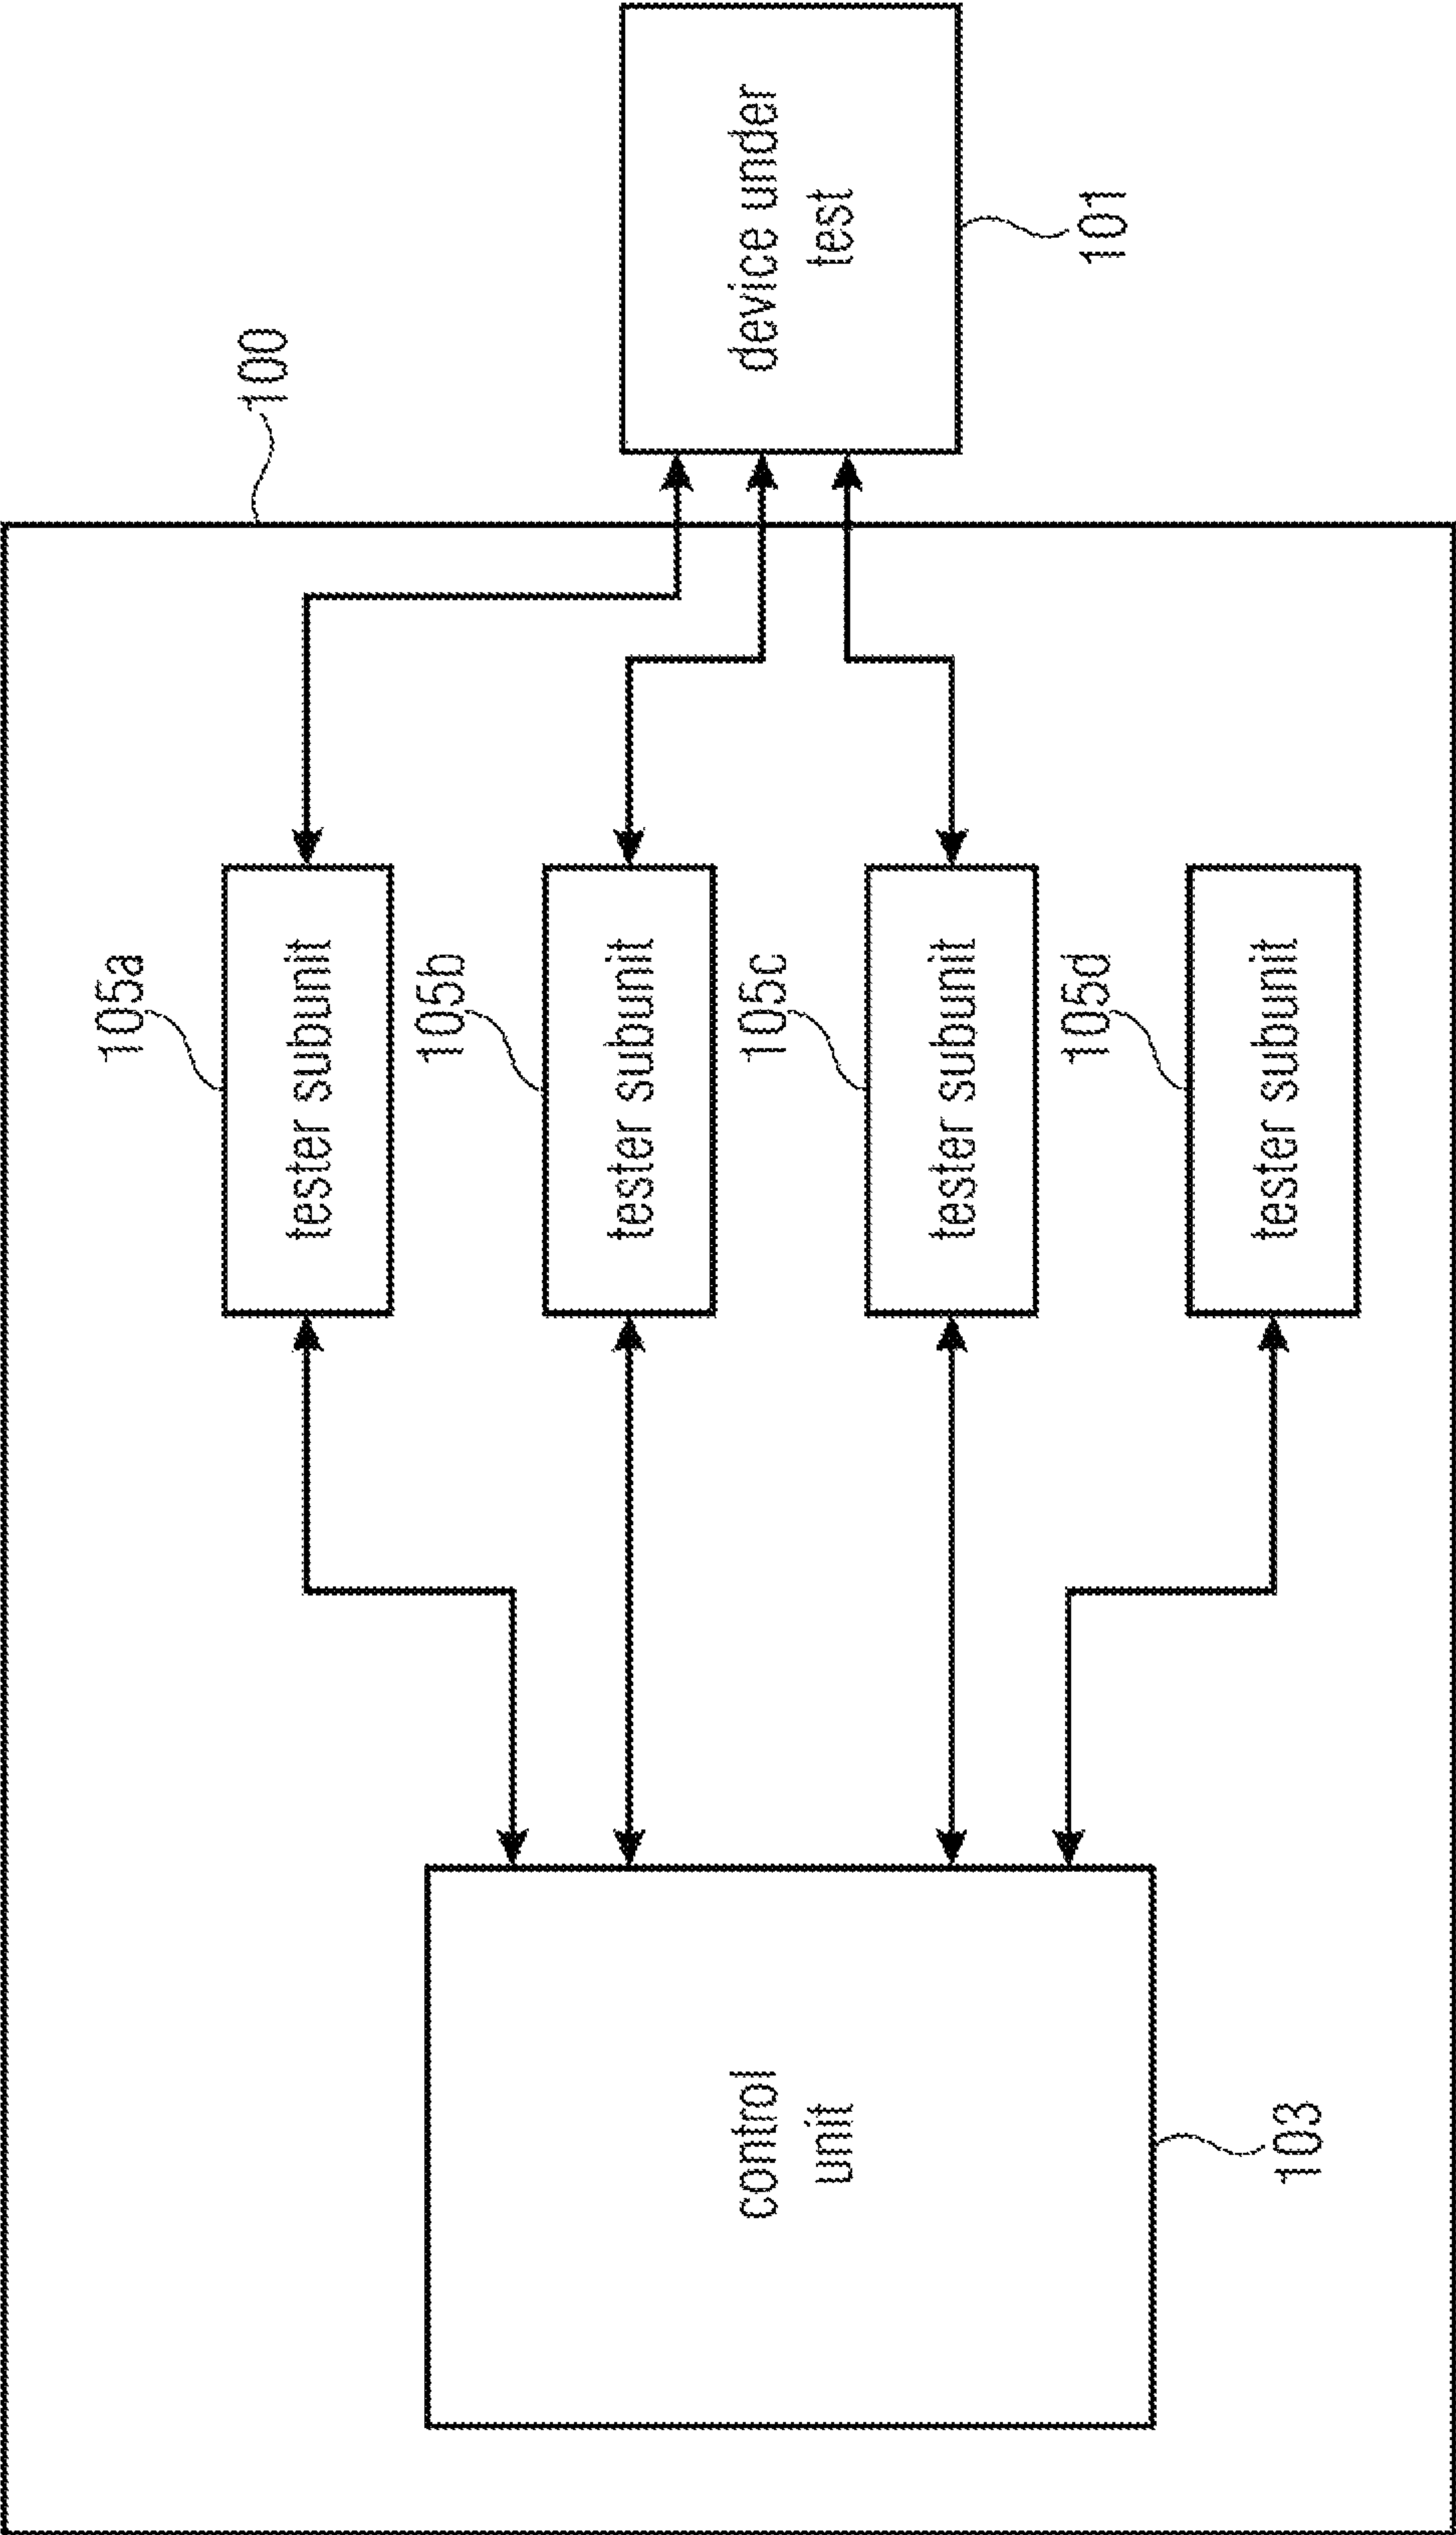 100
105a
tester subunit
105b
tester subunit
105c
tester subunit
105d
tester subunit
control
unit
103
device under
test
101